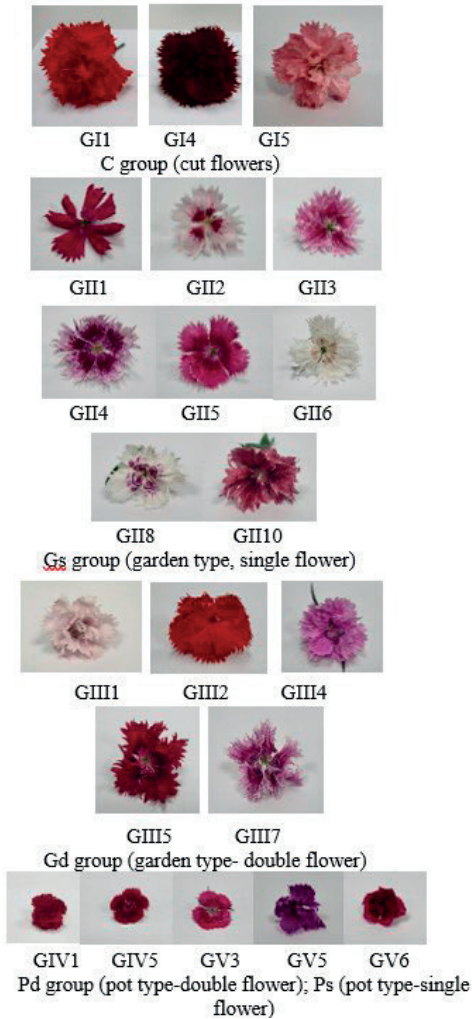 GI1 GI4 GI5
C group (cut flowers)
GII1 GII2 GII3
GII4 GII5 GII6
GII8 GII10
Gs group (garden type, single flower)
GIII1 GIII2 GIII4
GIII5 GIII7
Gd group (garden type- double flower)
GIV1 GIV5 GV3 GV5 GV6
Pd group (pot type-double flower); Ps (pot type-single
flower)